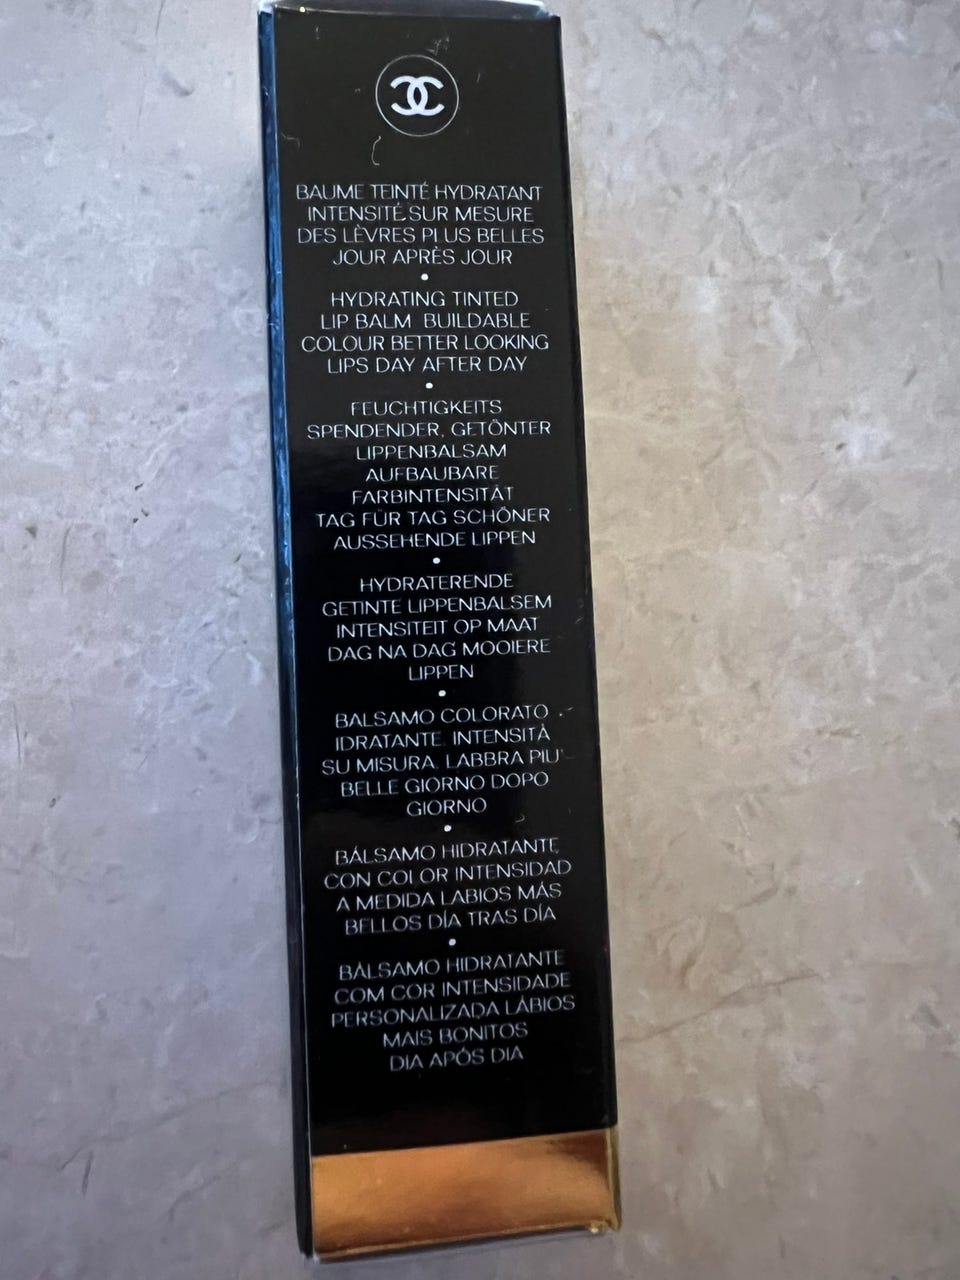 BAUME TEINTÉ HYDRATANT
INTENSITÉ SUR MESURE
DES LÈVRES PLUS BELLES
JOUR APRÈS JOUR
•
HYDRATING TINTED
LIP BALM BUILDABLE
COLOUR BETTER LOOKING
LIPS DAY AFTER DAY
•
FEUCHTIGKEITS
SPENDENDER, GETÖNTER
LIPPENBALSAM
AUFBAUBARE
FARBINTENSITÄT
TAG FÜR TAG SCHÖNER
AUSSEHENDE LIPPEN
•
HYDRATERENDE
GETINTE LIPPENBALSEM
INTENSITEIT OP MAAT
DAG NA DAG MOOIERE
LIPPEN
•
BALSAMO COLORATO
IDRATANTE. INTENSITÀ
SU MISURA. LABBRA PIU'
BELLE GIORNO DOPO
GIORNO
•
BÁLSAMO HIDRATANTE
CON COLOR INTENSIDAD
A MEDIDA LABIOS MÁS
BELLOS DÍA TRAS DÍA
•
BÁLSAMO HIDRATANTE
COM COR INTENSIDADE
PERSONALIZADA LÁBIOS
MAIS BONITOS
DIA APÓS DIA